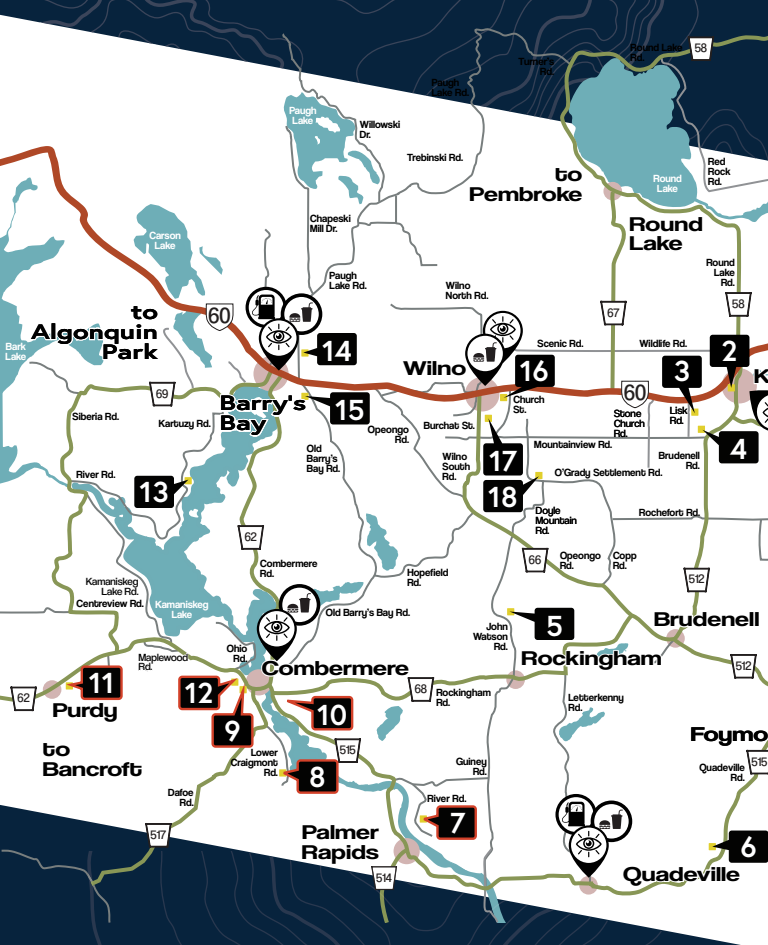 58
Round Lake
Rd.
Turner's
Rd.
Paugh
Lake Rd.
Paugh
Lake
Willowski
Dr.
Trebinski Rd.
to
Pembroke
Round
Lake
Red
Rock
Rd.
Round
Lake
Carson
Lake
Chapeski
Mill Dr.
Paugh
Lake Rd.
Wilno
North Rd.
Round
Lake
Rd.
58
67
to
Algonquin
Park
60
Bark
Lake
14
Scenic Rd.
Wildlife Rd.
2
Wilno
16
3
K
69
Barry's
Bay
15
Church
St.
60
Stone
Church
Rd.
Lisk
Rd.
Siberia Rd.
Kartuzy Rd.
Opeongo
Rd.
Burchat St.
17
Mountainview Rd.
4
Old
Barry's
Bay Rd.
Wilno
South
Rd.
Brudenell
Rd.
River Rd.
13
18
O'Grady Settlement Rd.
Doyle
Mountain
Rd.
Rochefort Rd.
62
66
Opeongo
Rd.
Copp
Rd.
Combermere
Rd.
Hopefield
Rd.
512
Kamaniskeg
Lake Rd.
Centreview Rd.
Kamaniskeg
Lake
Old Barry's Bay Rd.
5
John
Watson
Rd.
Brudenell
Maplewood
Rd.
Ohio
Rd.
Combermere
Rockingham
512
62
11
Purdy
12
68
Rockingham
Rd.
Letterkenny
Rd.
9
10
Foymo
to
Bancroft
515
Lower
Craigmont
Rd.
8
Guiney
Rd.
Quadeville
Rd.
515
Dafoe
Rd.
River Rd.
7
517
Palmer
Rapids
6
514
Quadeville